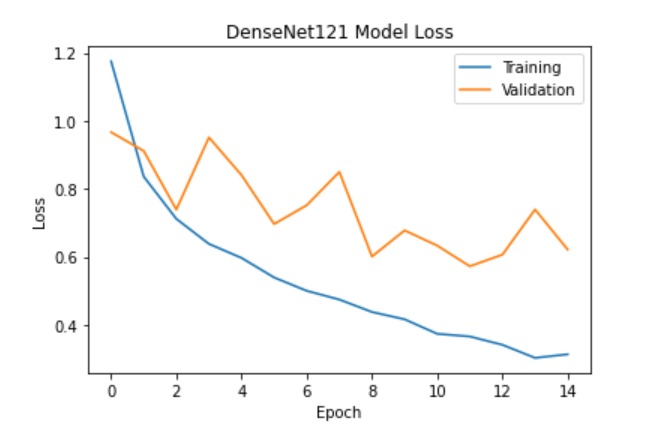 DenseNet121 Model Loss
Training
Validation
1.2
1.0
0.8
0.6
0.4
Loss
0 2 4 6 8 10 12 14
Epoch